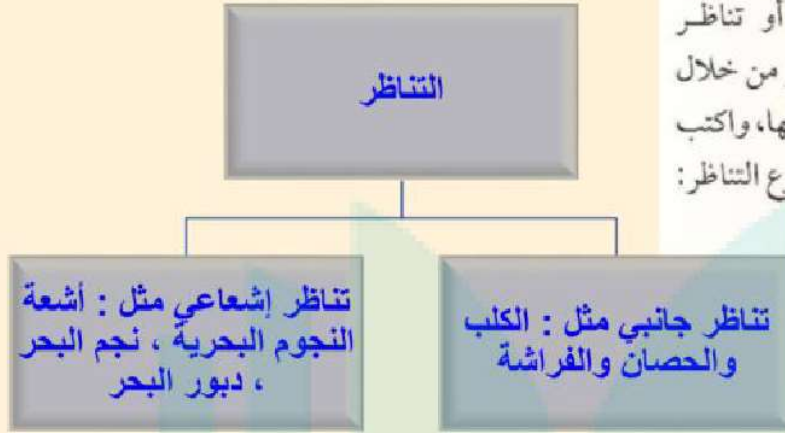 أو تناظر
من خلال
ها، واكتب
ع التناظر:
التناظر
تناظر جانبي مثل : الكلب
والحصان والفراشة
تناظر إشعاعي مثل : أشعة
النجوم البحرية ، نجم البحر
، دبور البحر